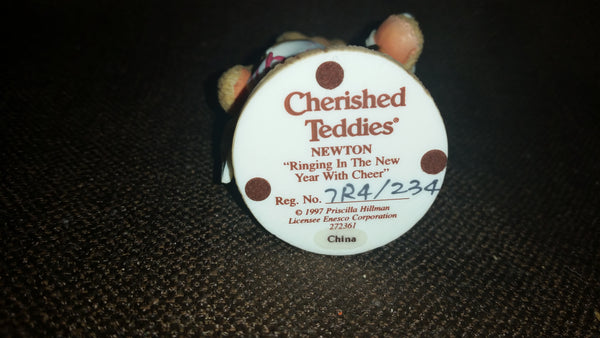 Cherished
Teddies®
NEWTON
"Ringing In The New
Year With Cheer"
Reg. No. 7R4/234
© 1997 Priscilla Hillman
Licensee Enesco Corporation
272361
China